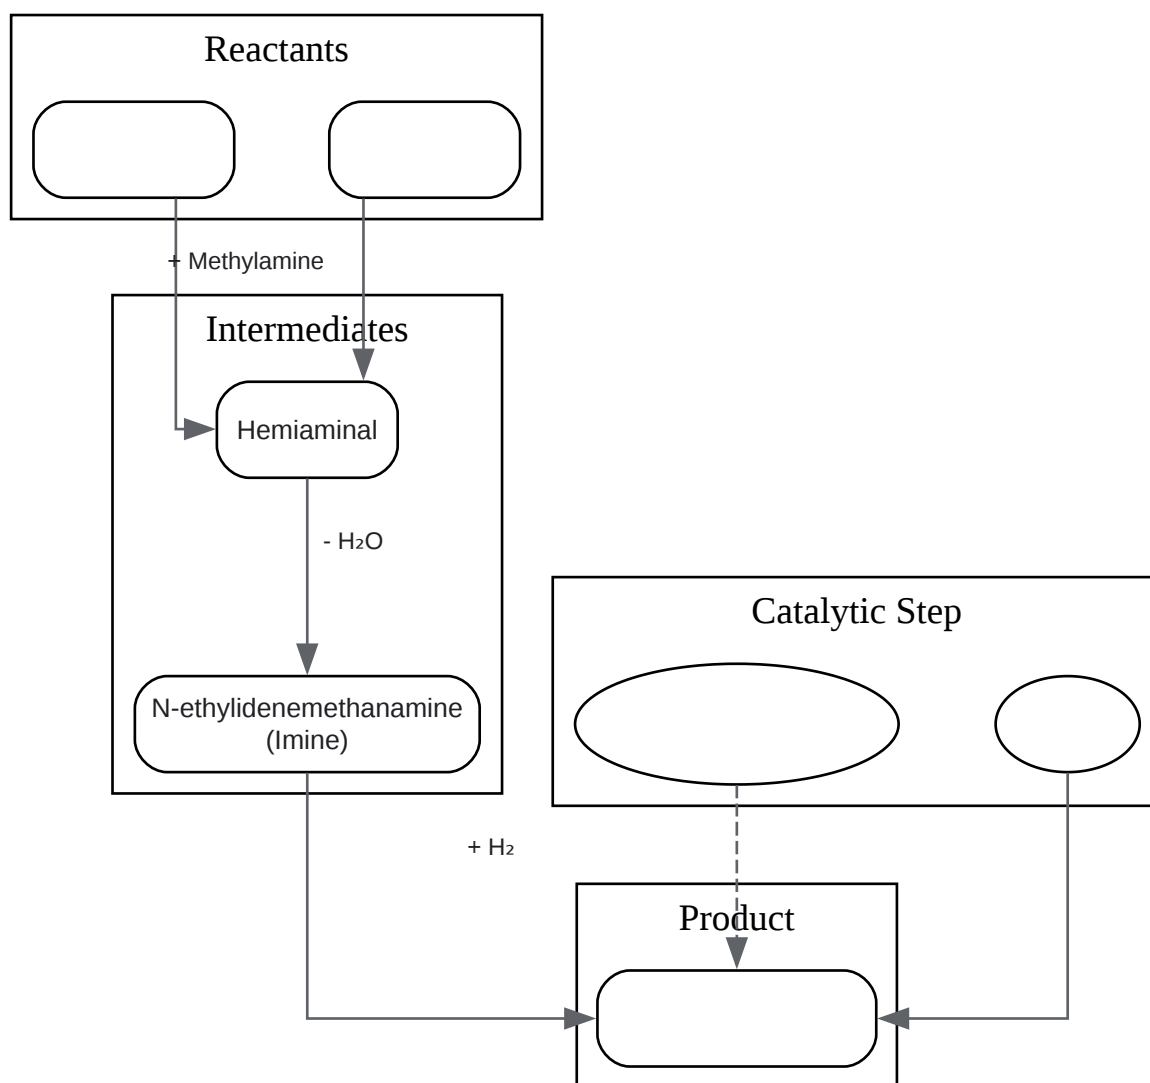 Reactants
+ Methylamine
Intermediates
Hemiaminal
- H₂O
Catalytic Step
N-ethylidenemethanamine
(Imine)
+ H₂
Product